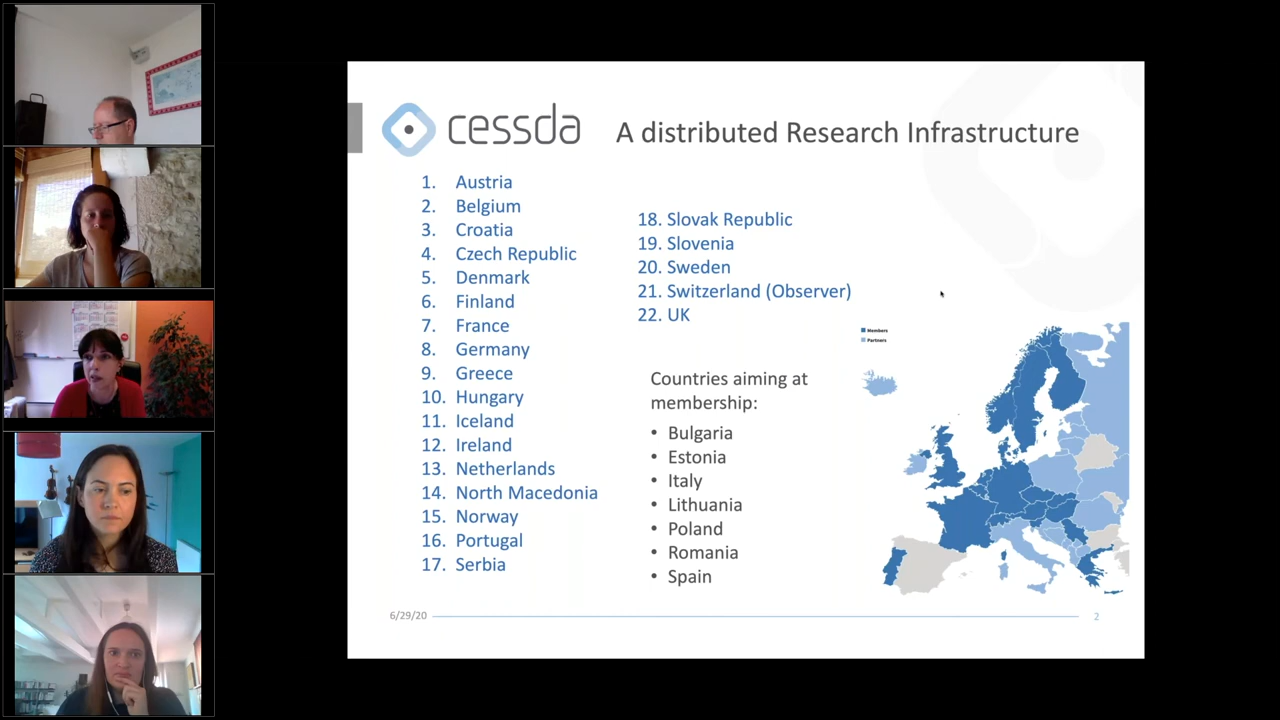 cessda
A distributed Research Infrastructure
1. Austria
2. Belgium
3. Croatia
4. Czech Republic
5. Denmark
6. Finland
7. France
8. Germany
9. Greece
10. Hungary
11. Iceland
12. Ireland
13. Netherlands
14. North Macedonia
15. Norway
16. Portugal
17. Serbia
18. Slovak Republic
19. Slovenia
20. Sweden
21. Switzerland (Observer)
22. UK
Members
Partners
Countries aiming at
membership:
• Bulgaria
• Estonia
• Italy
• Lithuania
• Poland
• Romania
• Spain
6/29/20
2